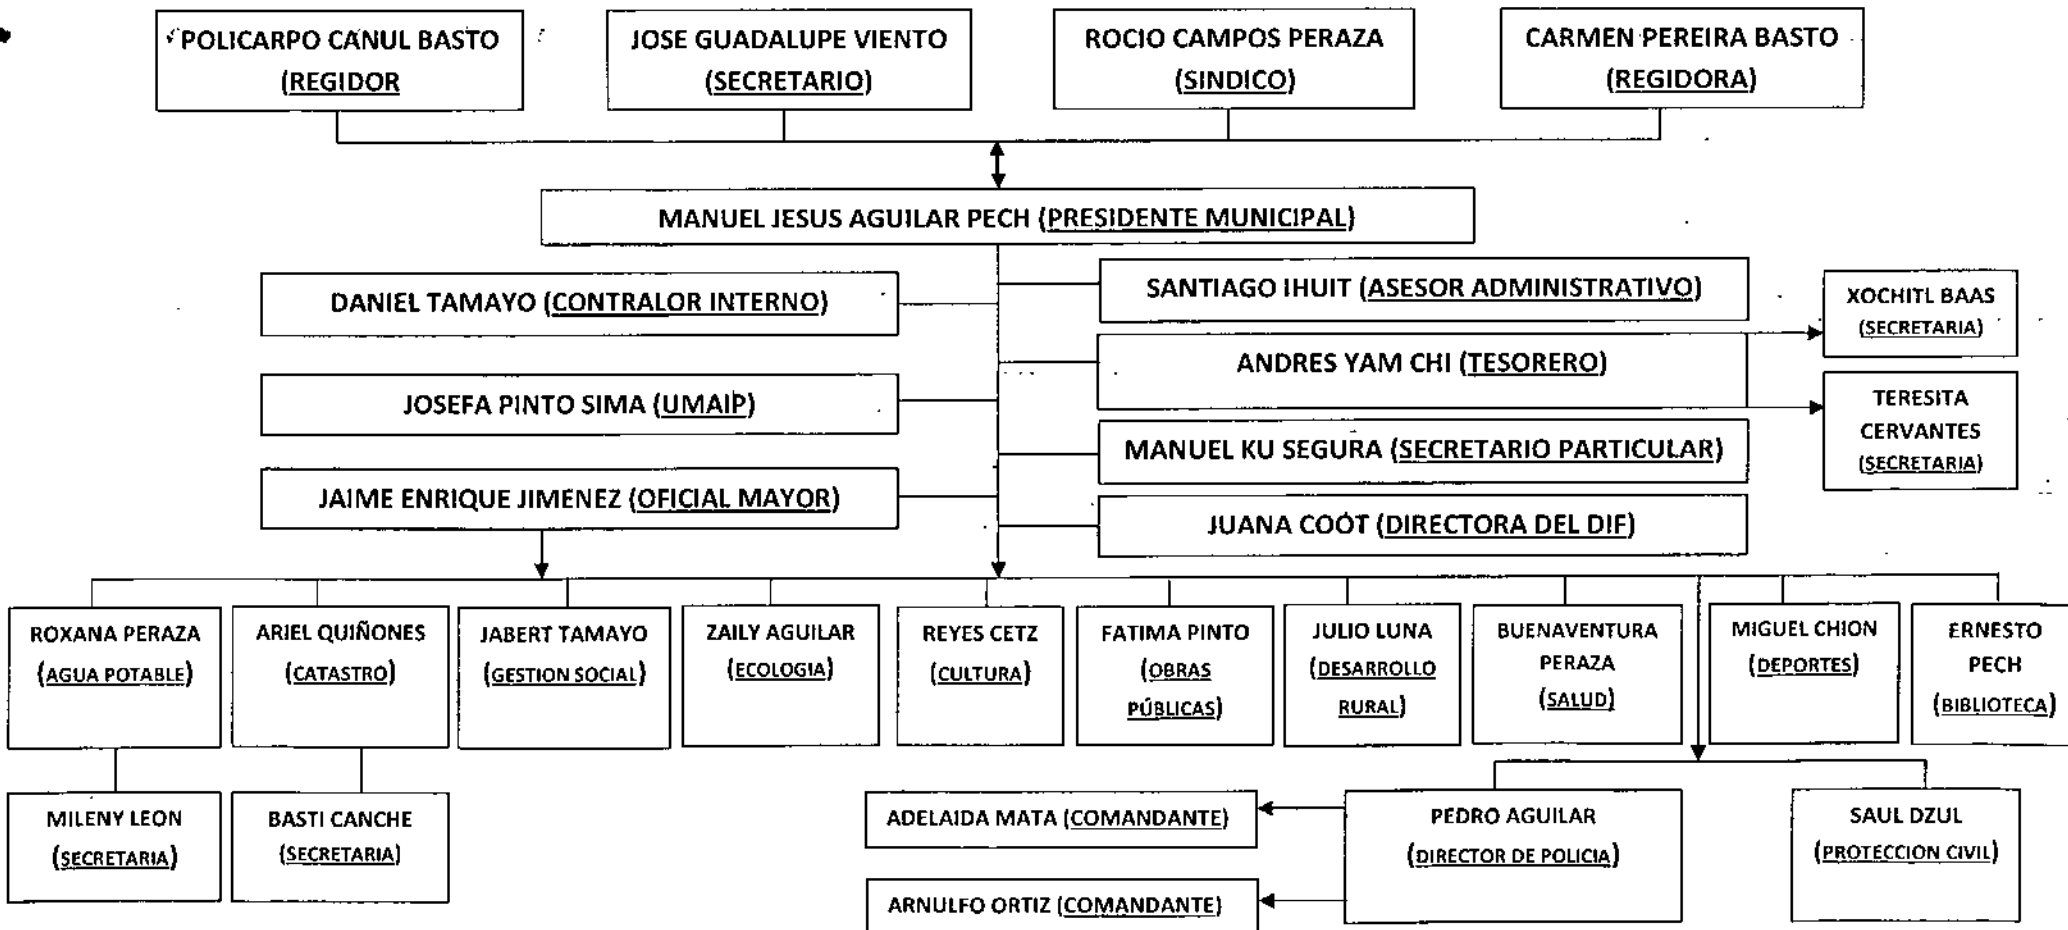 POLICARPO CANUL BASTO
(REGIDOR
JOSE GUADALUPE VIENTO
(SECRETARIO)
ROCIO CAMPOS PERAZA
(SINDICO)
CARMEN PEREIRA BASTO
(REGIDORA)
MANUEL JESUS AGUILAR PECH (PRESIDENTE MUNICIPAL)
DANIEL TAMAYO (CONTRALOR INTERNO)
SANTIAGO IHUIT (ASESOR ADMINISTRATIVO)
XOCHITL BAAS
(SECRETARIA)
ANDRES YAM CHI (TESORERO)
JOSEFA PINTO SIMA (UMAIP)
TERESITA
CERVANTES
(SECRETARIA)
MANUEL KU SEGURA (SECRETARIO PARTICULAR)
JAIME ENRIQUE JIMENEZ (OFICIAL MAYOR)
JUANA COOT (DIRECTORA DEL DIF)
ROXANA PERAZA
(AGUA POTABLE)
ARIEL QUIÑONES
(CATASTRO)
JABERT TAMAYO
(GESTION SOCIAL)
ZAILY AGUILAR
(ECOLOGIA)
REYES CETZ
(CULTURA)
FATIMA PINTO
(OBRAS
PÚBLICAS)
JULIO LUNA
(DESARROLLO
RURAL)
BUENAVENTURA
PERAZA
(SALUD)
MIGUEL CHION
(DEPORTES)
ERNESTO
PECH
(BIBLIOTECA)
MILENY LEON
(SECRETARIA)
BASTI CANCHE
(SECRETARIA)
ADELAIDA MATA (COMANDANTE)
PEDRO AGUILAR
(DIRECTOR DE POLICIA)
SAUL DZUL
(PROTECCION CIVIL)
ARNULFO ORTIZ (COMANDANTE)